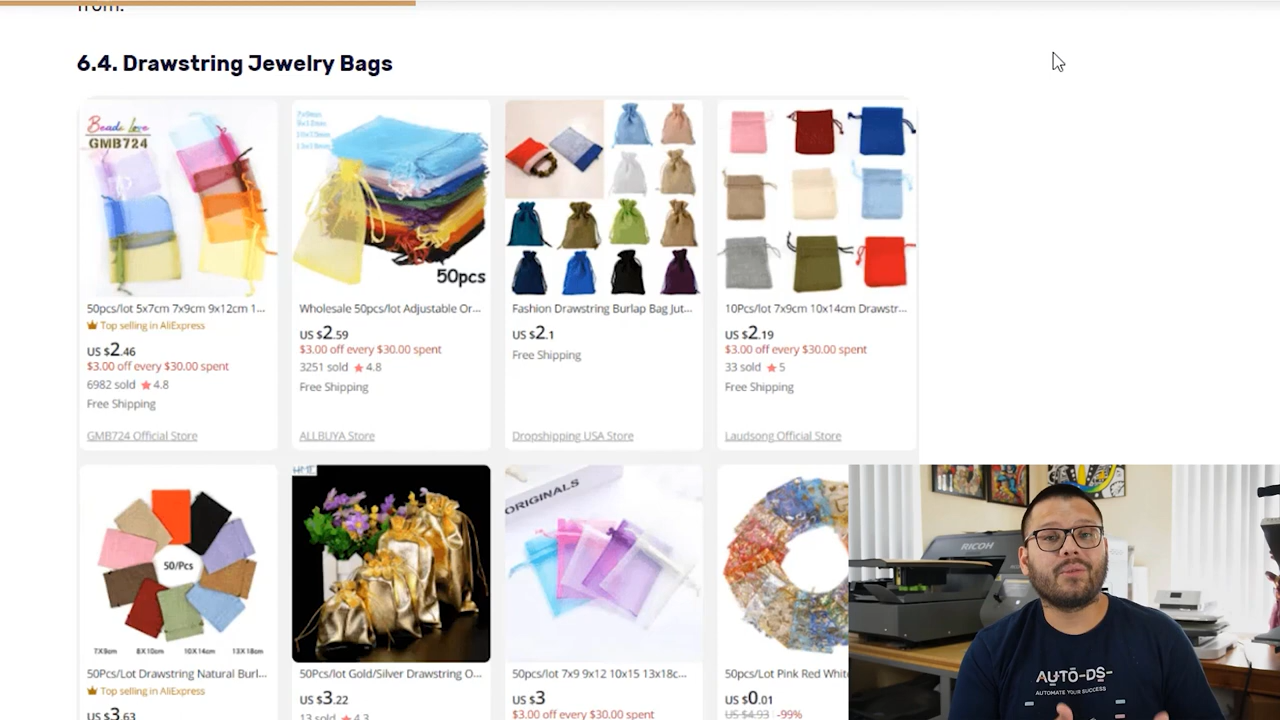 from.
6.4. Drawstring Jewelry Bags
Beads Love
GMB724
50pcs/lot 5x7cm 7x9cm 9x12cm 1...
Top selling in AliExpress
US $2.46
$3.00 off every $30.00 spent
6982 sold 4.8
Free Shipping
GMB724 Official Store
50pcs
Wholesale 50pcs/lot Adjustable Or...
US $2.59
$3.00 off every $30.00 spent
3251 sold 4.8
Free Shipping
ALLBUYA Store
Fashion Drawstring Burlap Bag Jut...
US $2.1
Free Shipping
Dropshipping USA Store
10Pcs/lot 7x9cm 10x14cm Drawstr...
US $2.19
$3.00 off every $30.00 spent
33 sold 5
Free Shipping
Laudsong Official Store
50/Pcs
7X9cm 8X10cm 10X14cm 13X18cm
50Pcs/Lot Drawstring Natural Burl...
Top selling in AliExpress
US $3.63
50Pcs/lot Gold/Silver Drawstring O...
US $3.22
13 sold 4.3
ORIGINALS
50pcs/lot 7x9 9x12 10x15 13x18c...
US $3
$3.00 off every $30.00 spent
50pcs/Lot Pink Red White
US $0.01
US $4.93 -99%
RICOH
AUTO-DS-
AUTOMATE YOUR SUCCESS